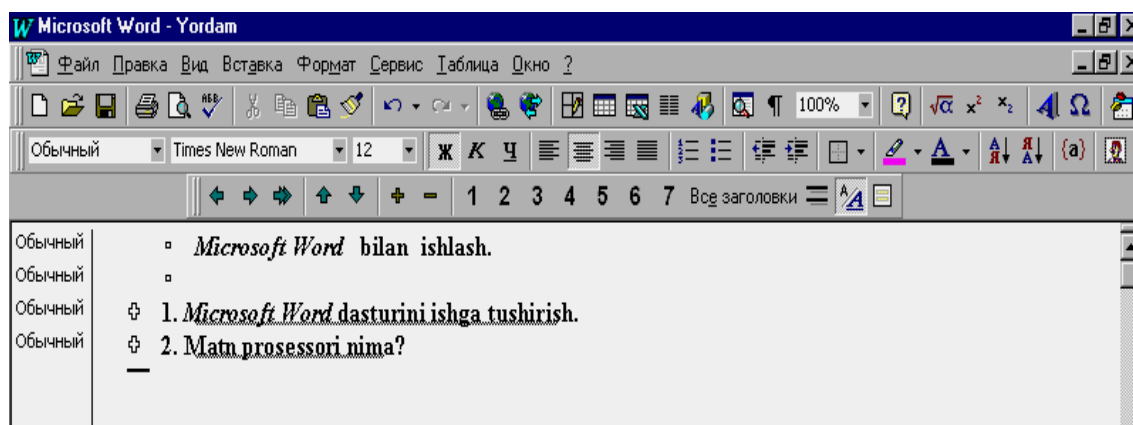 Microsoft Word - Yordam
Файл Правка Вид Вставка Формат Сервис Таблица Окно ?
100%
Обычный Times New Roman 12 Ж К Ч
1 2 3 4 5 6 7 Все заголовки
Обычный Microsoft Word bilan ishlash.
Обычный
Обычный 1. Microsoft Word dasturini ishga tushirish.
Обычный 2. Matn prosessori nima?